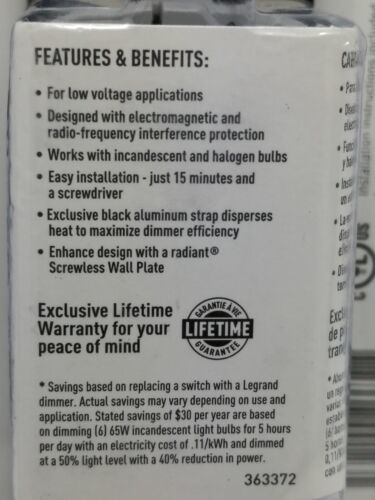 FEATURES & BENEFITS:
• For low voltage applications
• Designed with electromagnetic and
radio-frequency interference protection
• Works with incandescent and halogen bulbs
• Easy installation - just 15 minutes and
a screwdriver
• Exclusive black aluminum strap disperses
heat to maximize dimmer efficiency
• Enhance design with a radiant®
Screwless Wall Plate
Exclusive Lifetime
Warranty for your
peace of mind
GARANTIE À VIE
LIFETIME
GUARANTEE
* Savings based on replacing a switch with a Legrand
dimmer. Actual savings may vary depending on use and
application. Stated savings of $30 per year are based
on dimming (6) 65W incandescent light bulbs for 5 hours
per day with an electricity cost of .11/kWh and dimmed
at a 50% light level with a 40% reduction in power.
363372
installation instructions included
US